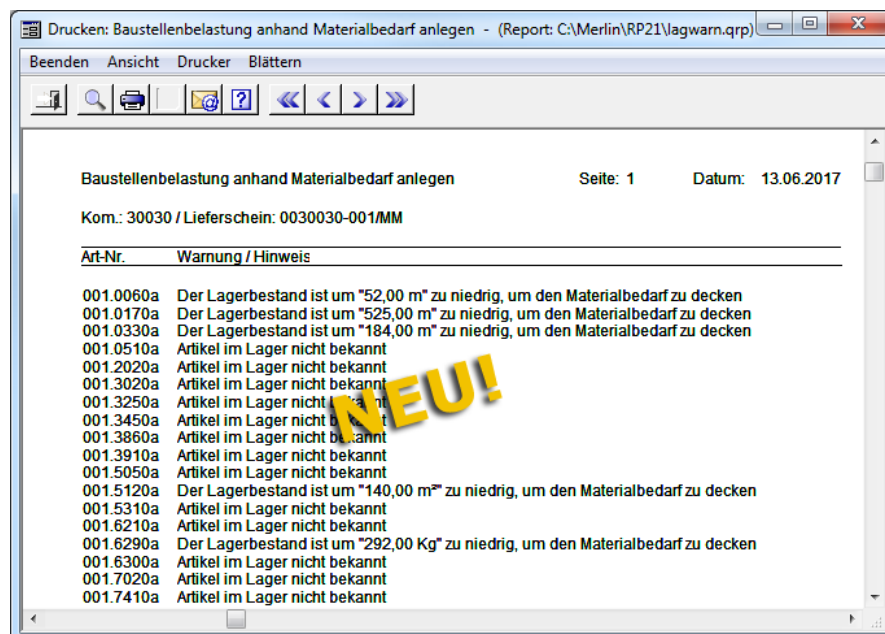 Drucken: Baustellenbelastung anhand Materialbedarf anlegen - (Report: C:\Merlin\RP21\lagwarn.qrp)
Beenden Ansicht Drucker Blättern
Baustellenbelastung anhand Materialbedarf anlegen Seite: 1 Datum: 13.06.2017
Kom.: 30030 / Lieferschein: 0030030-001/MM
Art-Nr. Warnung / Hinweis
001.0060a Der Lagerbestand ist um "52,00 m" zu niedrig, um den Materialbedarf zu decken
001.0170a Der Lagerbestand ist um "525,00 m" zu niedrig, um den Materialbedarf zu decken
001.0330a Der Lagerbestand ist um "184,00 m" zu niedrig, um den Materialbedarf zu decken
001.0510a Artikel im Lager nicht bekannt
001.2020a Artikel im Lager nicht bekannt
001.3020a Artikel im Lager nicht bekannt
001.3250a Artikel im Lager nicht bekannt
001.3450a Artikel im Lager nicht bekannt
001.3860a Artikel im Lager nicht bekannt
001.3910a Artikel im Lager nicht bekannt
001.5050a Artikel im Lager nicht bekannt
001.5120a Der Lagerbestand ist um "140,00 m²" zu niedrig, um den Materialbedarf zu decken
001.5310a Artikel im Lager nicht bekannt
001.6210a Artikel im Lager nicht bekannt
001.6290a Der Lagerbestand ist um "292,00 Kg" zu niedrig, um den Materialbedarf zu decken
001.6300a Artikel im Lager nicht bekannt
001.7020a Artikel im Lager nicht bekannt
001.7410a Artikel im Lager nicht bekannt
NEU!